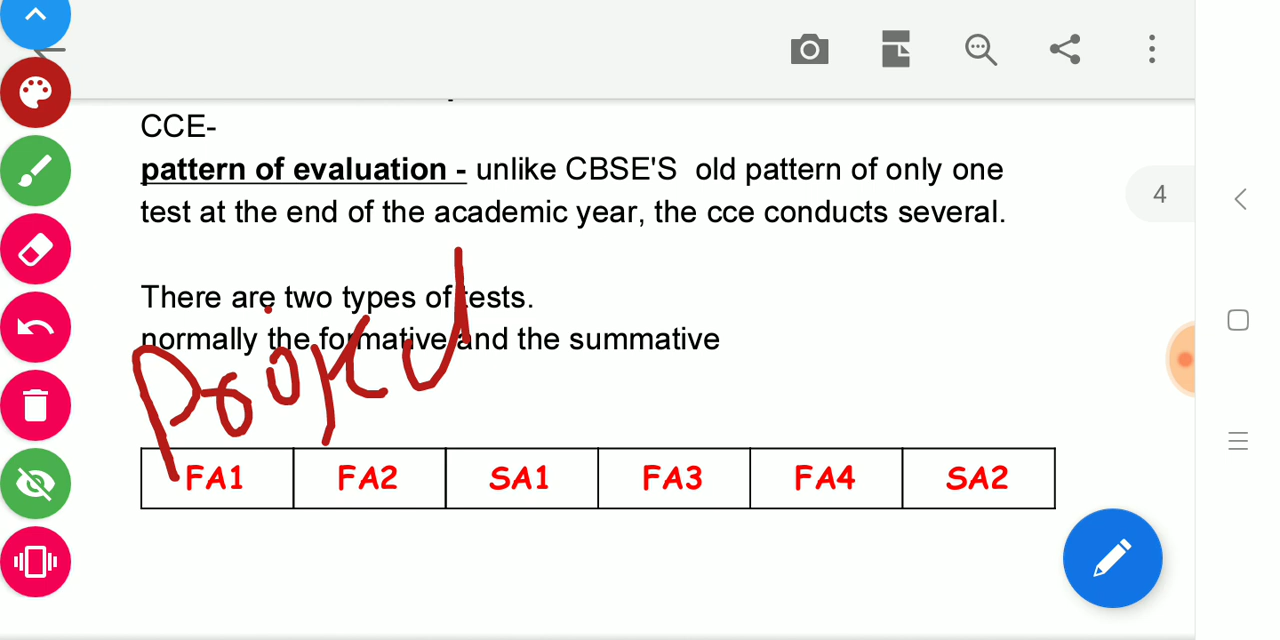 CCE-
pattern of evaluation - unlike CBSE'S old pattern of only one
test at the end of the academic year, the cce conducts several.
4
There are two types of tests.
normally the formative and the summative
FA1 FA2 SA1 FA3 FA4 SA2